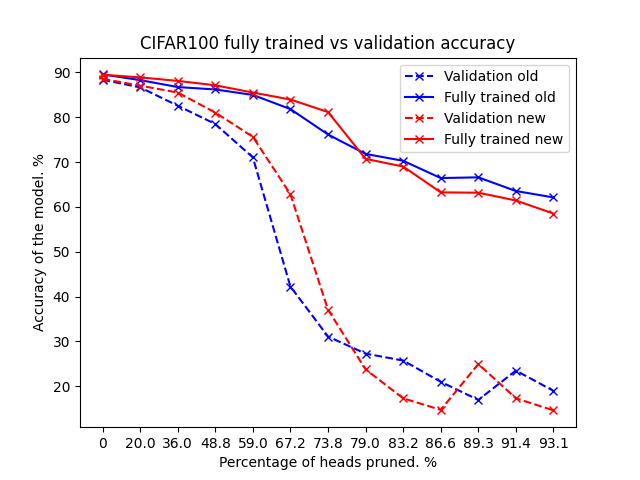 CIFAR100 fully trained vs validation accuracy
Validation old
Fully trained old
Validation new
Fully trained new
Accuracy of the model. %
90
80
70
60
50
40
30
20
0 20.0 36.0 48.8 59.0 67.2 73.8 79.0 83.2 86.6 89.3 91.4 93.1
Percentage of heads pruned. %